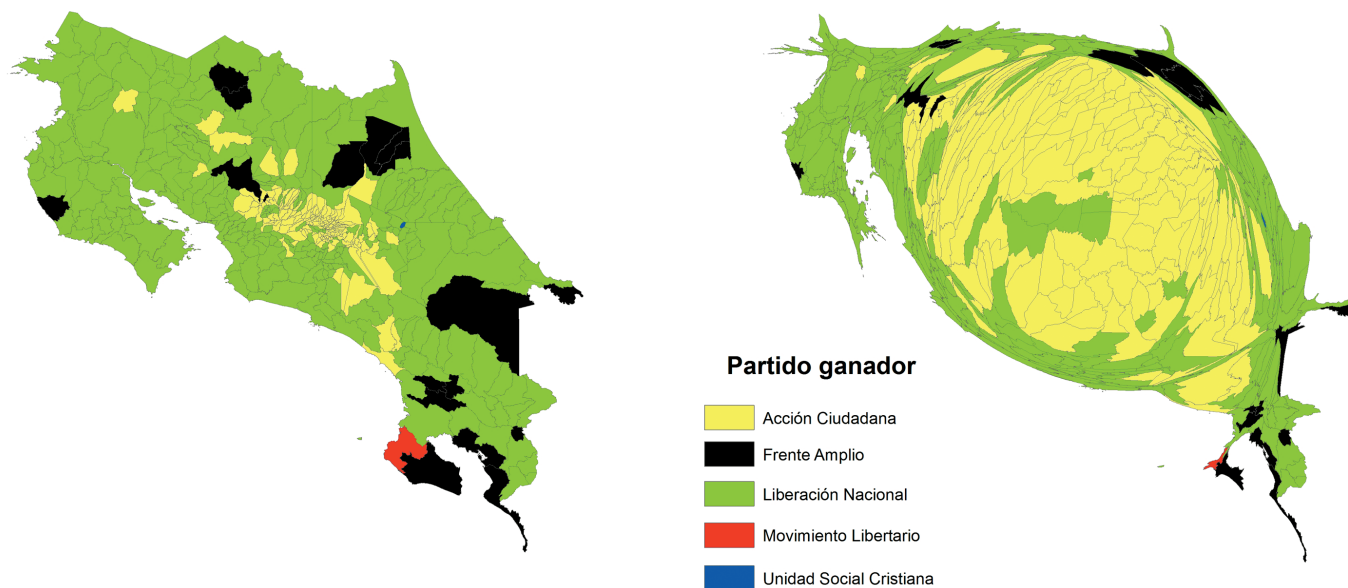 Partido ganador
Acción Ciudadana
Frente Amplio
Liberación Nacional
Movimiento Libertario
Unidad Social Cristiana